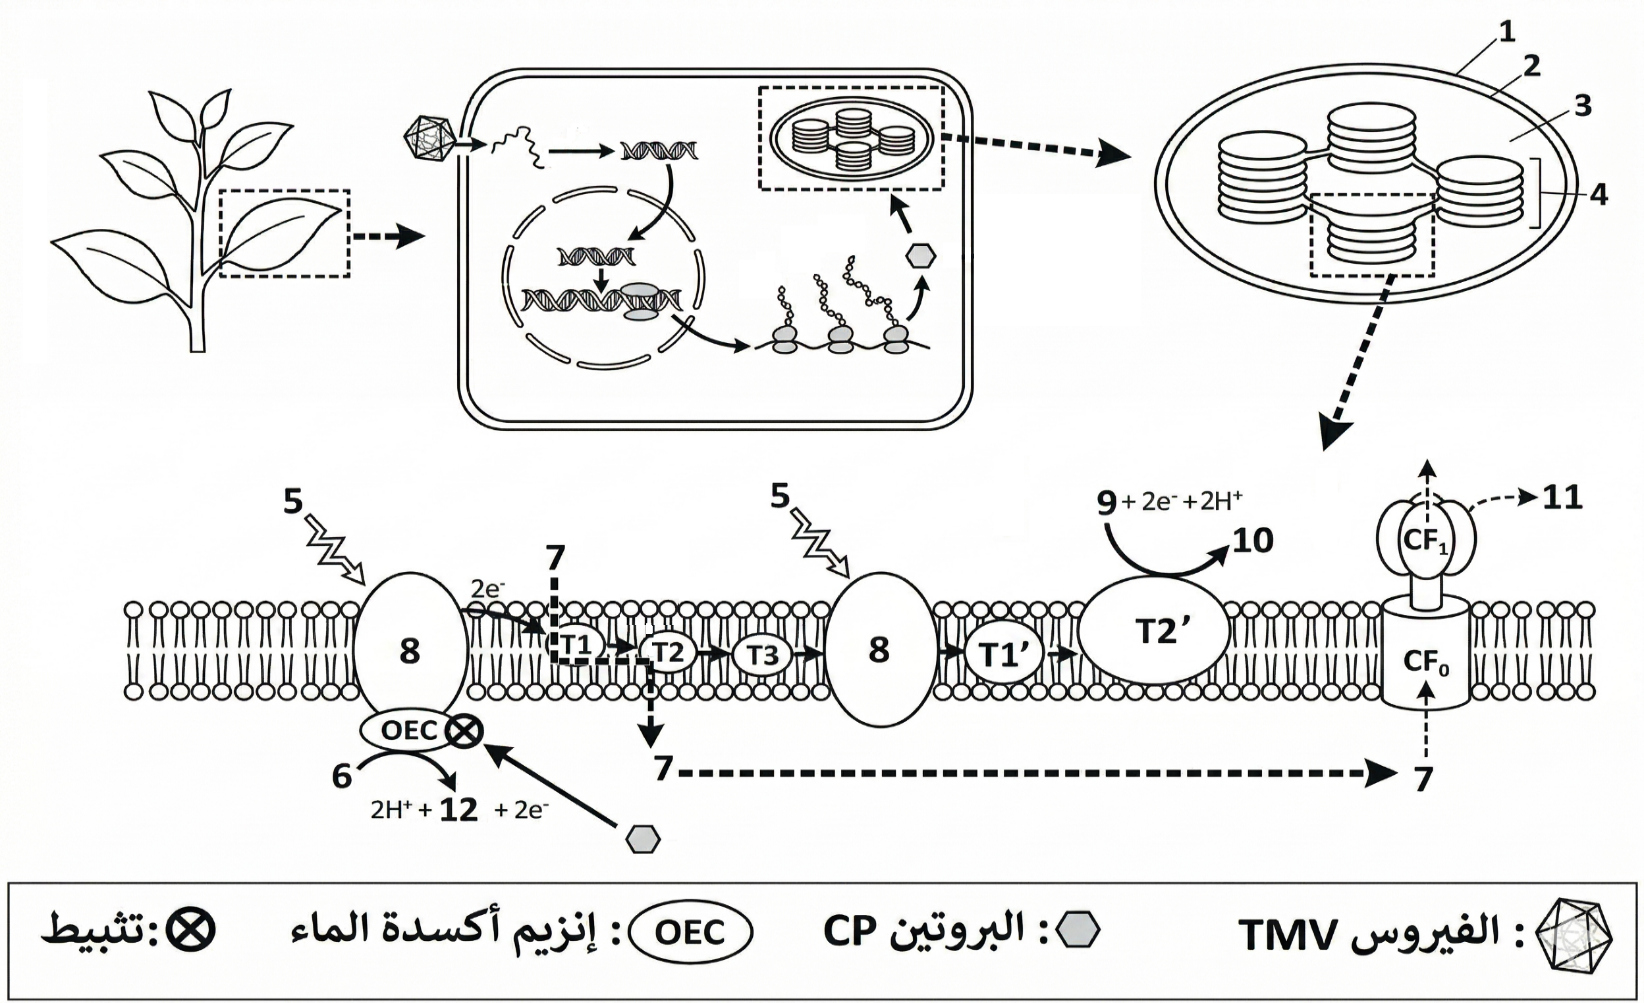 1
2
3
4
5
5
7
9 + 2e⁻ + 2H⁺
10
11
2e⁻
8
T1
T2
T3
8
T1’
T2’
CF₁
CF₀
OEC
6
2H⁺ + 12 + 2e⁻
7
7
: الفيروس TMV
: البروتين CP
OEC : إنزيم أكسدة الماء
:تثبيط